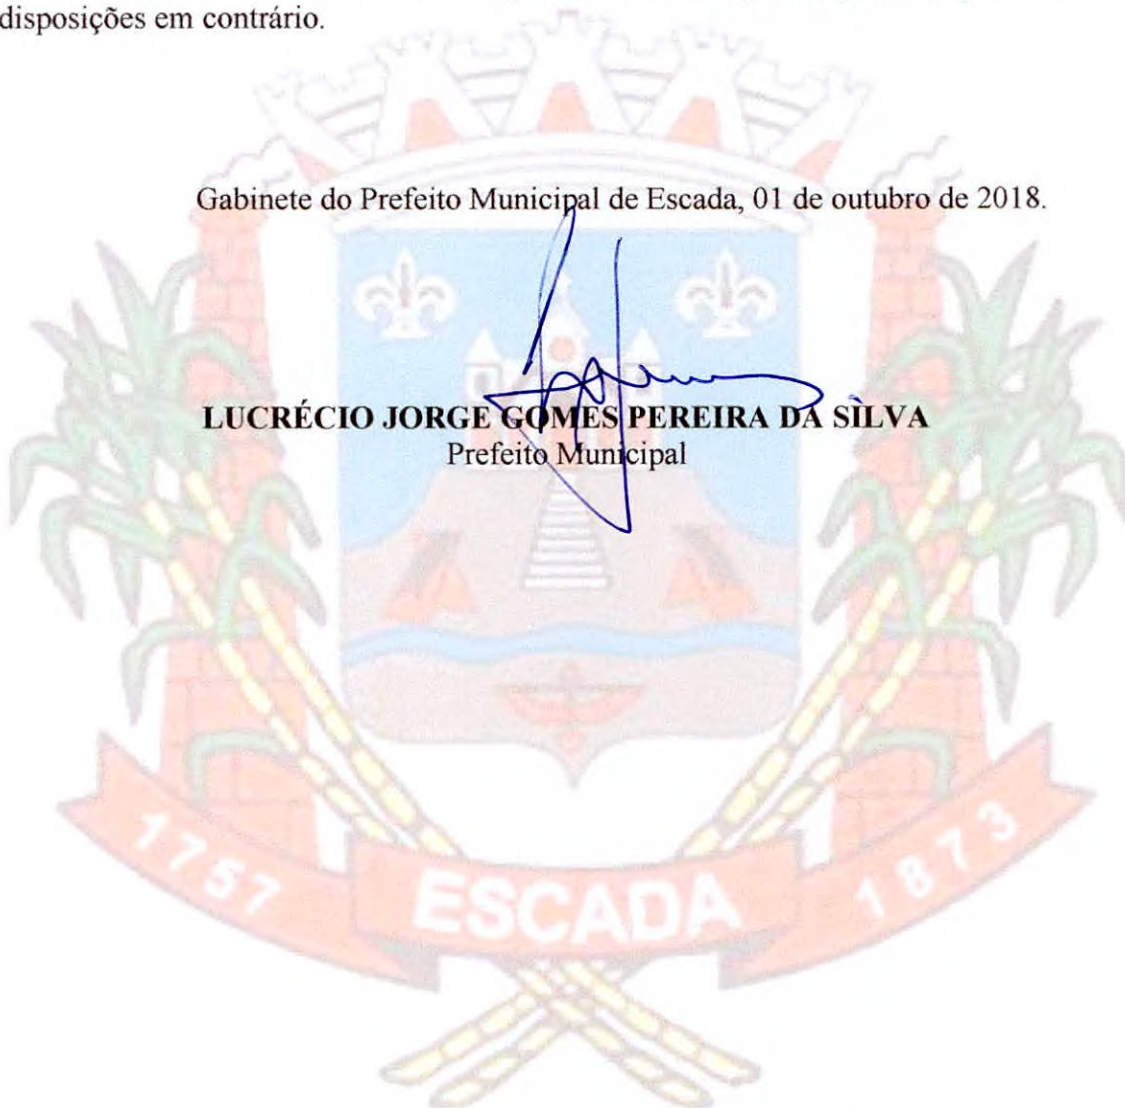 disposições em contrário.
Gabinete do Prefeito Municipal de Escada, 01 de outubro de 2018.
LUCRÉCIO JORGE GOMES PEREIRA DA SILVA
Prefeito Municipal
1757
ESCADA
1873